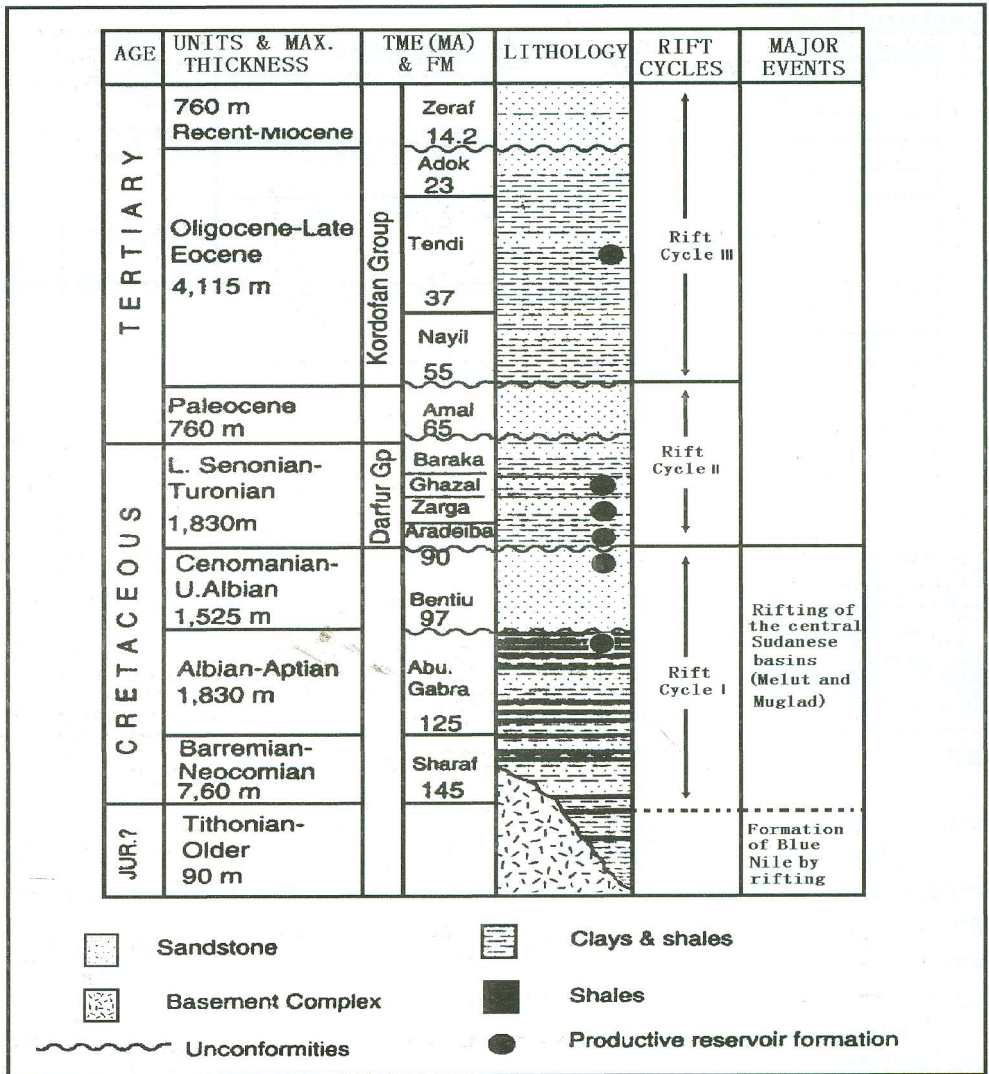 AGE
UNITS & MAX.
THICKNESS
TME (MA)
& FM
LITHOLOGY
RIFT
CYCLES
MAJOR
EVENTS
TERTIARY
CRETACEOUS
JUR.?
760 m
Recent-Miocene
Oligocene-Late
Eocene
4,115 m
Paleocene
760 m
L. Senonian-
Turonian
1,830m
Cenomanian-
U.Albian
1,525 m
Albian-Aptian
1,830 m
Barremian-
Neocomian
7,60 m
Tithonian-
Older
90 m
Kordofan Group
Darfur Gp
Zeraf
14.2
Adok
23
Tendi
37
Nayil
55
Amal
65
Baraka
Ghazal
Zarga
Aradeiba
90
Bentiu
97
Abu.
Gabra
125
Sharaf
145
Rift
Cycle III
Rift
Cycle II
Rift
Cycle I
Rifting of
the central
Sudanese
basins
(Melut and
Muglad)
Formation
of Blue
Nile by
rifting
Sandstone
Clays & shales
Basement Complex
Shales
Unconformities
Productive reservoir formation